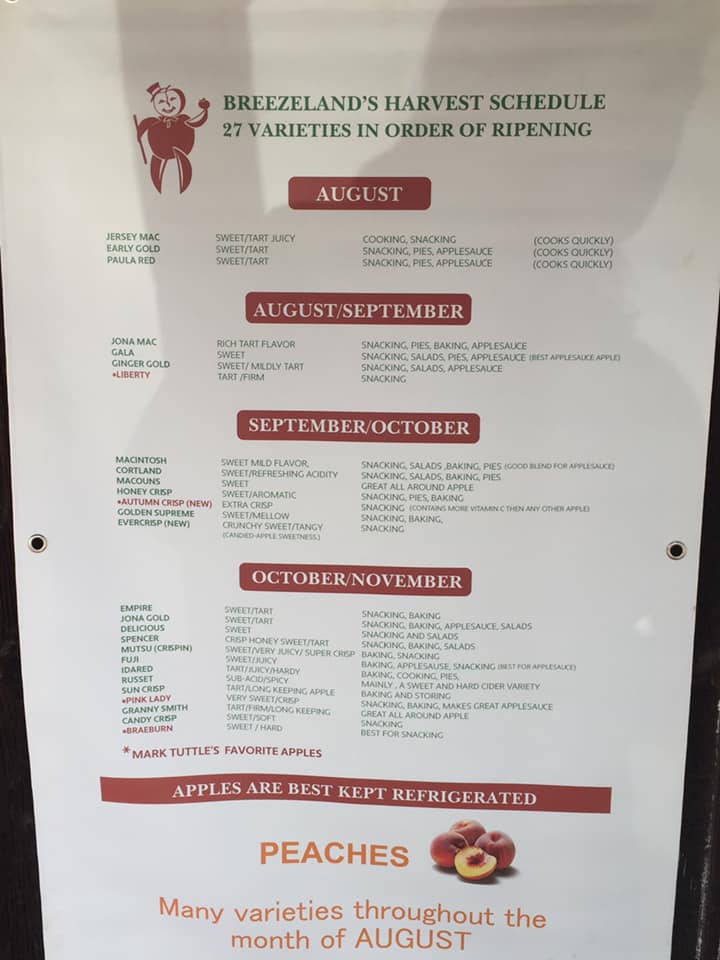 BREEZELAND'S HARVEST SCHEDULE
27 VARIETIES IN ORDER OF RIPENING
AUGUST
JERSEY MAC SWEET/TART JUICY COOKING, SNACKING (COOKS QUICKLY)
EARLY GOLD SWEET/TART SNACKING, PIES, APPLESAUCE (COOKS QUICKLY)
PAULA RED SWEET/TART SNACKING, PIES, APPLESAUCE (COOKS QUICKLY)
AUGUST/SEPTEMBER
JONA MAC RICH TART FLAVOR SNACKING, PIES, BAKING, APPLESAUCE
GALA SWEET SNACKING, SALADS, PIES, APPLESAUCE (BEST APPLESAUCE APPLE)
GINGER GOLD SWEET/ MILDLY TART SNACKING, SALADS, APPLESAUCE
*LIBERTY TART /FIRM SNACKING
SEPTEMBER/OCTOBER
MACINTOSH SWEET MILD FLAVOR, SNACKING, SALADS ,BAKING, PIES (GOOD BLEND FOR APPLESAUCE)
CORTLAND SWEET/REFRESHING ACIDITY SNACKING, SALADS, BAKING, PIES
MACOUNS SWEET GREAT ALL AROUND APPLE
HONEY CRISP SWEET/AROMATIC SNACKING, PIES, BAKING
*AUTUMN CRISP (NEW) EXTRA CRISP SNACKING (CONTAINS MORE VITAMIN C THEN ANY OTHER APPLE)
GOLDEN SUPREME SWEET/MELLOW SNACKING, BAKING,
EVERCRISP (NEW) CRUNCHY SWEET/TANGY SNACKING
(CANDIED-APPLE SWEETNESS,)
OCTOBER/NOVEMBER
EMPIRE SWEET/TART SNACKING, BAKING
JONA GOLD SWEET/TART SNACKING, BAKING, APPLESAUCE, SALADS
DELICIOUS SWEET SNACKING AND SALADS
SPENCER CRISP HONEY SWEET/TART SNACKING, BAKING, SALADS
MUTSU (CRISPIN) SWEET/VERY JUICY/ SUPER CRISP BAKING, SNACKING
FUJI SWEET/JUICY BAKING, APPLESAUSE, SNACKING (BEST FOR APPLESAUCE)
IDARED TART/JUICY/HARDY BAKING, COOKING, PIES,
RUSSET SUB-ACID/SPICY MAINLY , A SWEET AND HARD CIDER VARIETY
SUN CRISP TART/LONG KEEPING APPLE BAKING AND STORING
*PINK LADY VERY SWEET/CRISP SNACKING, BAKING, MAKES GREAT APPLESAUCE
GRANNY SMITH TART/FIRM/LONG KEEPING GREAT ALL AROUND APPLE
CANDY CRISP SWEET/SOFT SNACKING
*BRAEBURN SWEET / HARD BEST FOR SNACKING
*MARK TUTTLE'S FAVORITE APPLES
APPLES ARE BEST KEPT REFRIGERATED
PEACHES
Many varieties throughout the
month of AUGUST